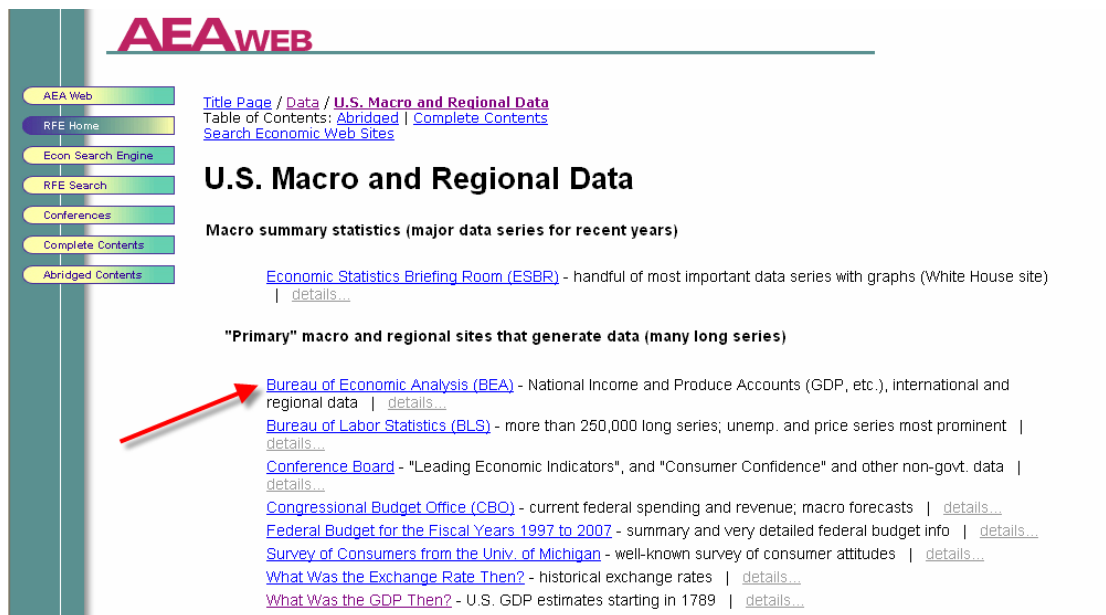 AEAWEB
AEA Web
RFE Home
Econ Search Engine
RFE Search
Conferences
Complete Contents
Abridged Contents
Title Page / Data / U.S. Macro and Regional Data
Table of Contents: Abridged | Complete Contents
Search Economic Web Sites
U.S. Macro and Regional Data
Macro summary statistics (major data series for recent years)
Economic Statistics Briefing Room (ESBR) - handful of most important data series with graphs (White House site)
| details...
"Primary" macro and regional sites that generate data (many long series)
Bureau of Economic Analysis (BEA) - National Income and Produce Accounts (GDP, etc.), international and
regional data | details...
Bureau of Labor Statistics (BLS) - more than 250,000 long series; unemp. and price series most prominent |
details...
Conference Board - "Leading Economic Indicators", and "Consumer Confidence" and other non-govt. data |
details...
Congressional Budget Office (CBO) - current federal spending and revenue; macro forecasts | details...
Federal Budget for the Fiscal Years 1997 to 2007 - summary and very detailed federal budget info | details...
Survey of Consumers from the Univ. of Michigan - well-known survey of consumer attitudes | details...
What Was the Exchange Rate Then? - historical exchange rates | details...
What Was the GDP Then? - U.S. GDP estimates starting in 1789 | details...